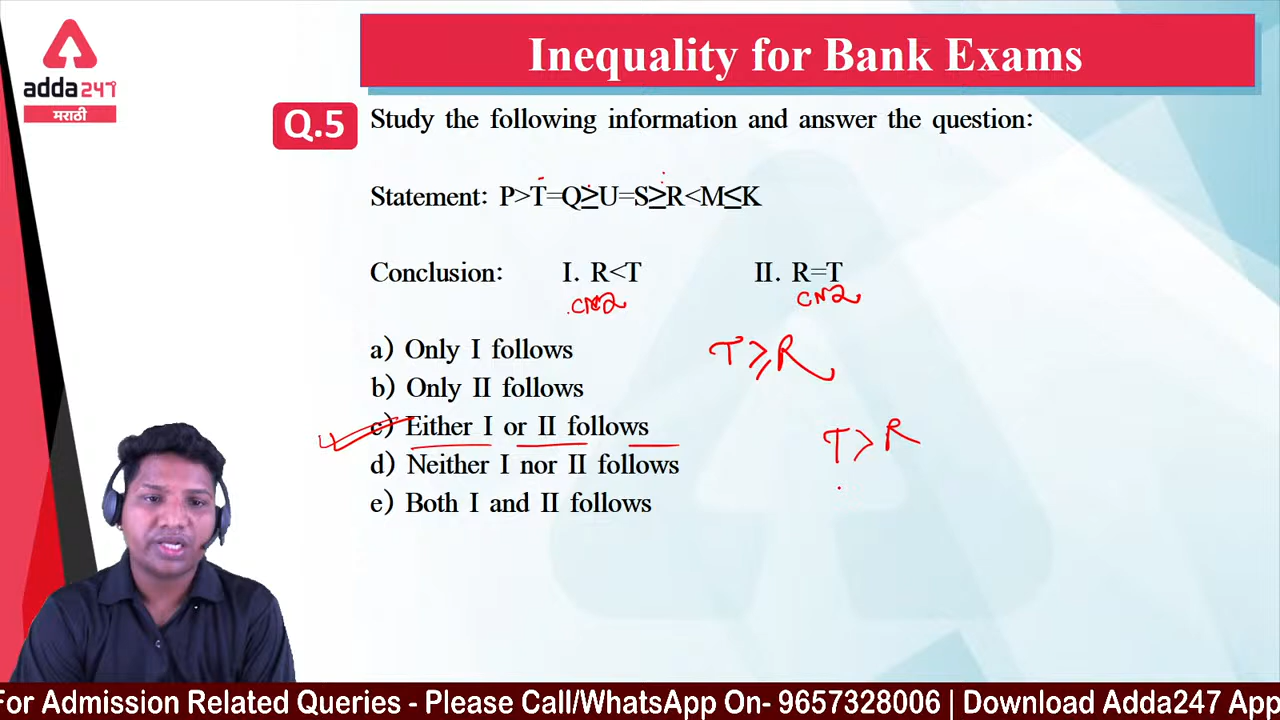 adda247
मराठी
Inequality for Bank Exams
Q.5 Study the following information and answer the question:
Statement: P>T=Q≥U=S≥R<M≤K
Conclusion: I. R<T II. R=T
CN2 CN2
a) Only I follows
T≥R
b) Only II follows
c) Either I or II follows
T>R
d) Neither I nor II follows
e) Both I and II follows
For Admission Related Queries - Please Call/WhatsApp On- 9657328006 | Download Adda247 App